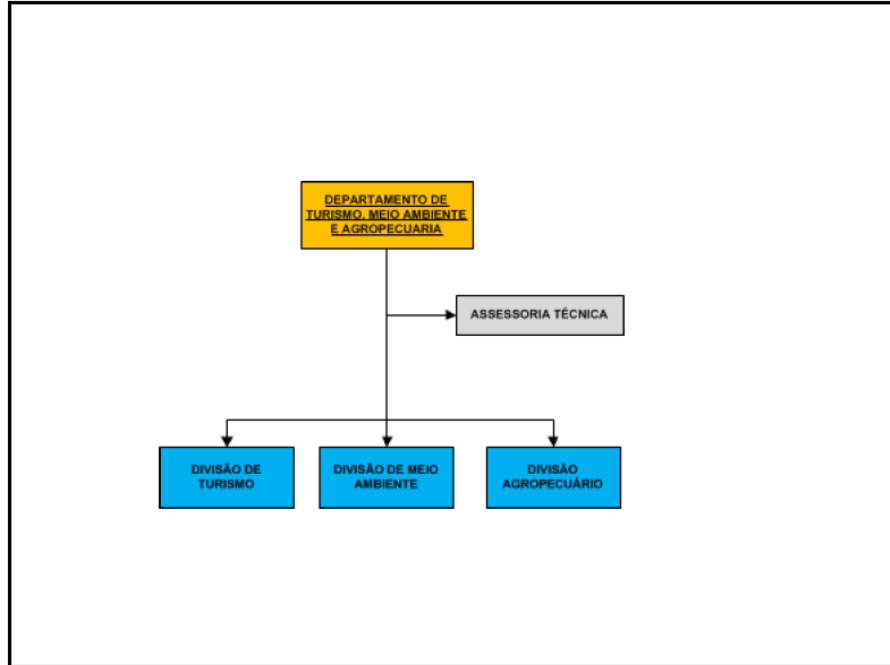 DEPARTAMENTO DE
TURISMO, MEIO AMBIENTE
E AGROPECUARIA
ASSESSORIA TÉCNICA
DIVISÃO DE
TURISMO
DIVISÃO DE MEIO
AMBIENTE
DIVISÃO
AGROPECUÁRIO